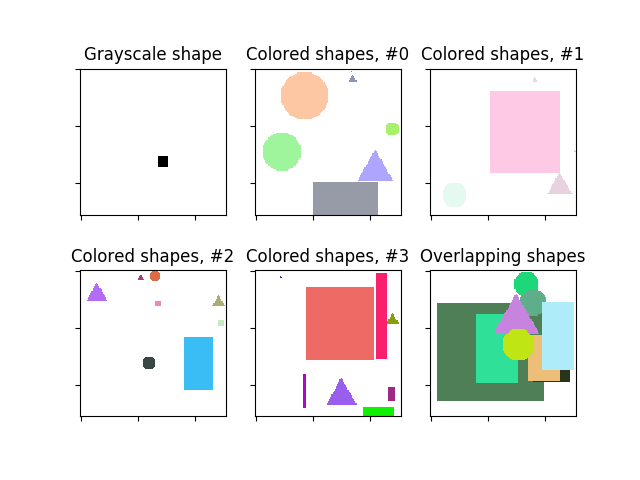 Grayscale shape
Colored shapes, #0
Colored shapes, #1
Colored shapes, #2
Colored shapes, #3
Overlapping shapes